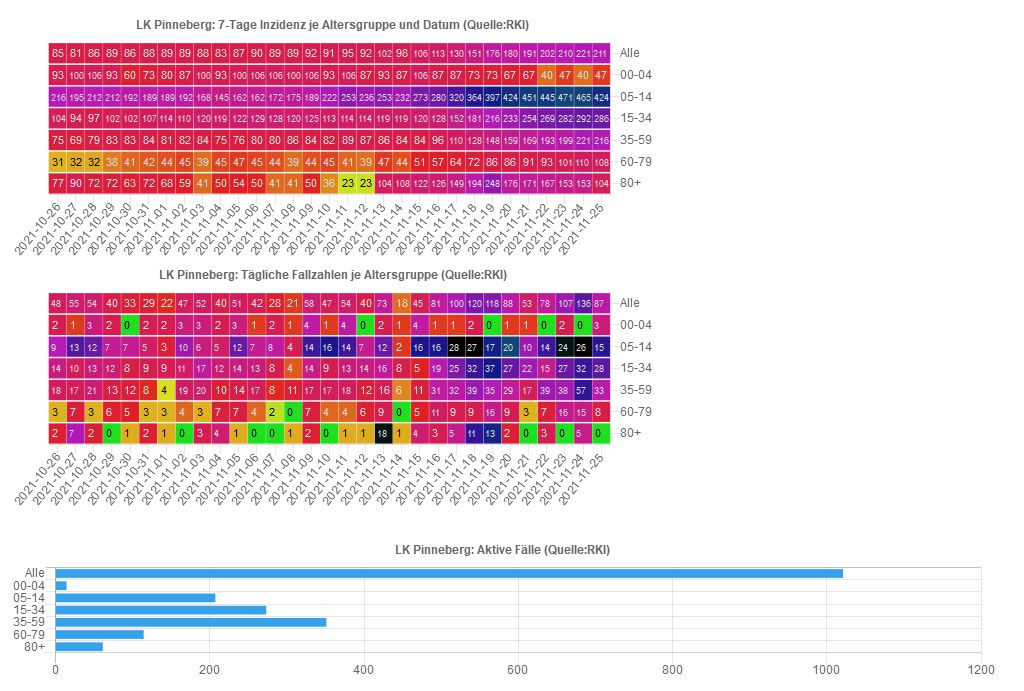 LK Pinneberg: 7-Tage Inzidenz je Altersgruppe und Datum (Quelle:RKI)
85 81 86 89 86 88 89 89 88 83 87 90 89 89 92 91 95 92 102 98 106 113 130 151 176 180 191 202 210 221 211 Alle
93 100 106 93 60 73 80 87 100 93 100 106 106 100 106 93 106 87 93 87 106 87 87 73 73 67 67 40 47 40 47 00-04
216 195 212 212 192 189 189 192 168 145 162 162 172 175 189 222 253 236 253 232 273 280 320 364 397 424 451 445 471 465 424 05-14
104 94 97 102 102 107 114 110 120 119 122 129 128 120 125 113 114 114 119 119 120 128 152 181 216 233 254 269 282 292 286 15-34
75 69 79 83 83 84 81 82 84 75 76 80 80 86 84 82 89 87 86 84 84 96 110 128 148 159 169 193 199 221 216 35-59
31 32 32 38 41 42 44 45 39 45 47 45 44 39 44 45 41 39 47 44 51 57 64 72 86 86 91 93 101 110 108 60-79
77 90 72 72 63 72 68 59 41 50 54 50 41 41 50 36 23 23 104 108 122 126 149 194 248 176 171 167 153 153 104 80+
2021-10-26 2021-10-27 2021-10-28 2021-10-29 2021-10-30 2021-10-31 2021-11-01 2021-11-02 2021-11-03 2021-11-04 2021-11-05 2021-11-06 2021-11-07 2021-11-08 2021-11-09 2021-11-10 2021-11-11 2021-11-12 2021-11-13 2021-11-14 2021-11-15 2021-11-16 2021-11-17 2021-11-18 2021-11-19 2021-11-20 2021-11-21 2021-11-22 2021-11-23 2021-11-24 2021-11-25
LK Pinneberg: Tägliche Fallzahlen je Altersgruppe (Quelle:RKI)
48 55 54 40 33 29 22 47 52 40 51 42 28 21 58 47 54 40 73 18 45 81 100 120 118 88 53 78 107 136 87 Alle
2 1 3 2 0 2 2 3 3 2 3 1 2 1 4 1 4 0 2 1 4 1 1 2 0 1 1 0 2 0 3 00-04
9 13 12 7 7 5 3 10 6 5 12 7 8 4 14 16 14 7 12 2 16 16 28 27 17 20 10 14 24 26 15 05-14
14 10 13 12 8 9 9 11 17 12 14 13 8 4 14 9 13 14 16 8 15 19 25 32 37 27 22 15 27 32 28 15-34
18 17 21 13 12 8 4 19 20 10 14 17 8 11 17 17 18 12 16 6 11 31 32 39 35 29 17 39 38 57 33 35-59
3 7 3 6 5 3 3 4 3 7 7 4 2 0 7 4 4 6 9 0 5 11 9 9 16 9 3 7 16 15 8 60-79
2 7 2 0 1 2 1 0 3 4 1 0 0 1 2 0 1 1 18 1 4 3 5 11 13 2 0 3 0 5 0 80+
2021-10-26 2021-10-27 2021-10-28 2021-10-29 2021-10-30 2021-10-31 2021-11-01 2021-11-02 2021-11-03 2021-11-04 2021-11-05 2021-11-06 2021-11-07 2021-11-08 2021-11-09 2021-11-10 2021-11-11 2021-11-12 2021-11-13 2021-11-14 2021-11-15 2021-11-16 2021-11-17 2021-11-18 2021-11-19 2021-11-20 2021-11-21 2021-11-22 2021-11-23 2021-11-24 2021-11-25
LK Pinneberg: Aktive Fälle (Quelle:RKI)
Alle
00-04
05-14
15-34
35-59
60-79
80+
0 200 400 600 800 1000 1200